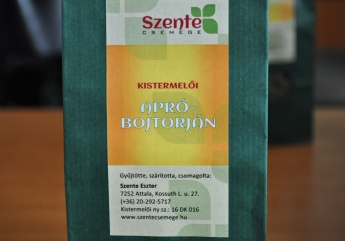 Szente
CSEMEGE
KISTERMELŐI
APRÓ-
BOJTORJÁN
Gyűjtötte, szárította, csomagolta:
Szente Eszter
7252 Attala, Kossuth L. u. 27.
(+36) 20-292-5717
Kistermelői ny.sz.: 16 DK 016
www.szentecsemege.hu